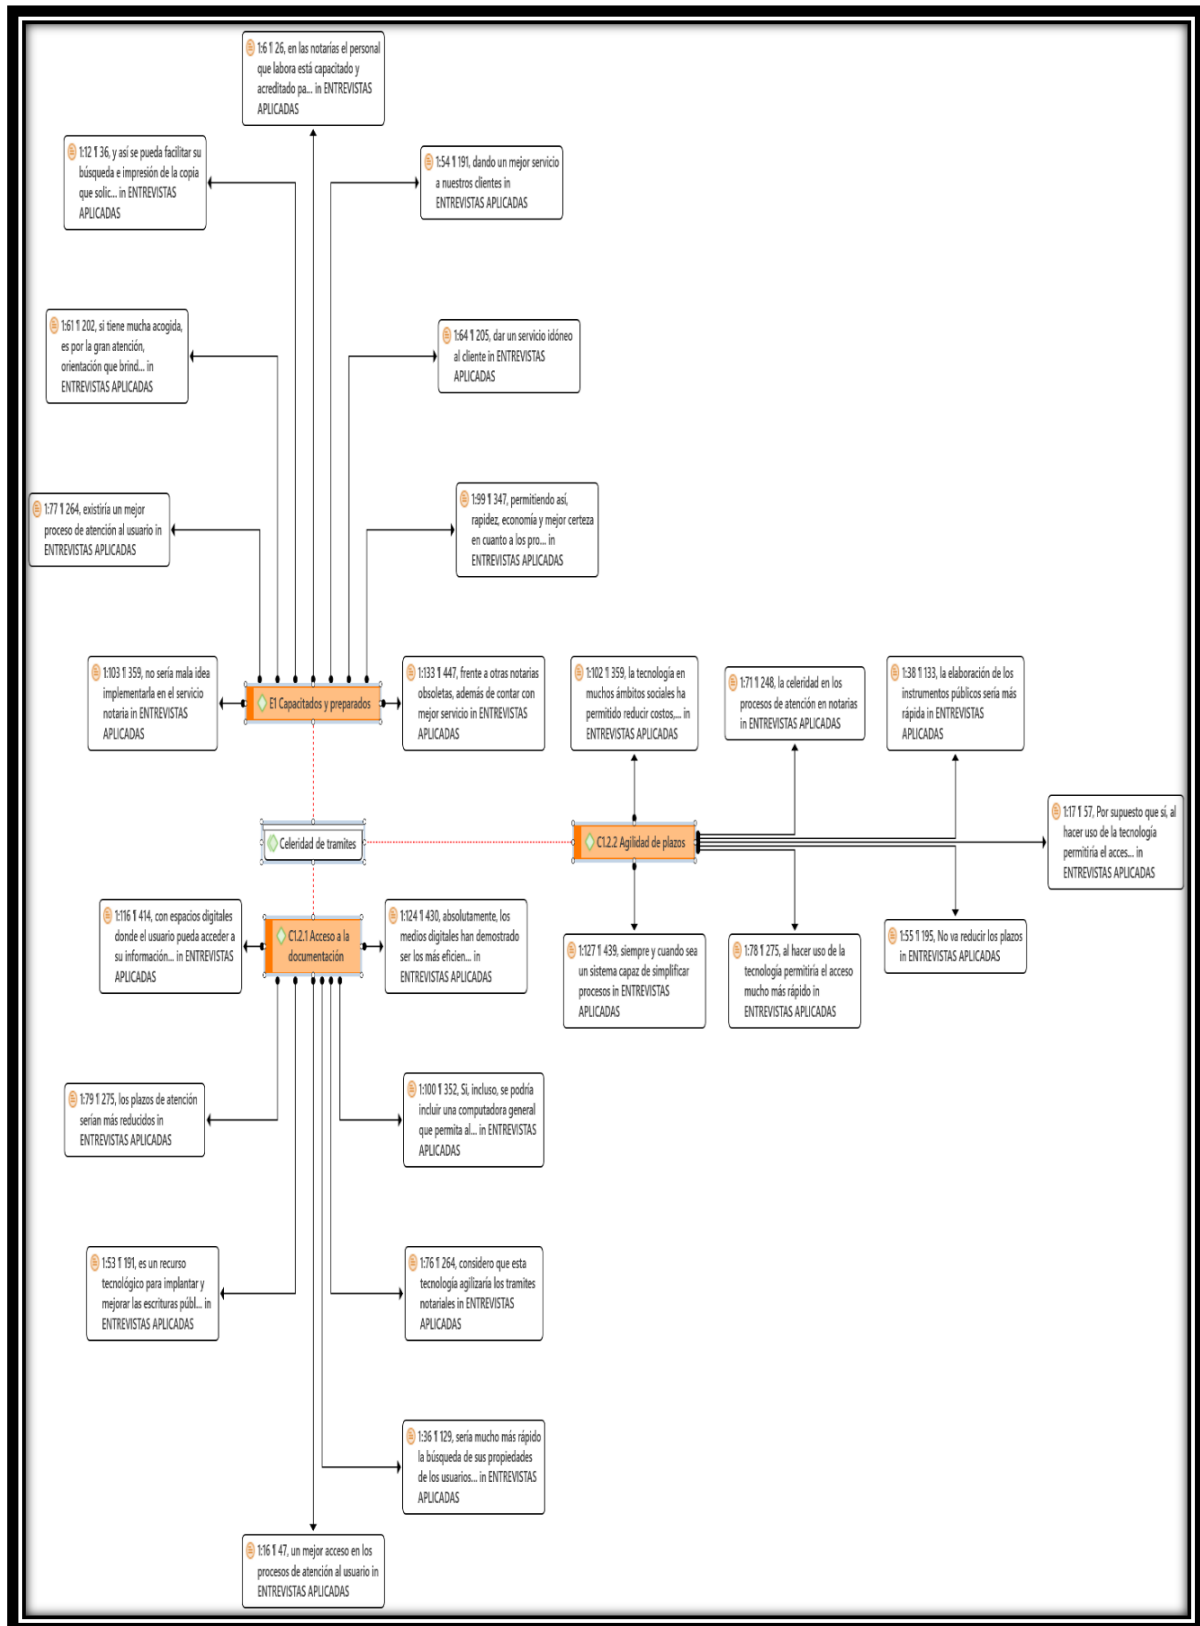 1:6 ¶ 26, en las notarias el personal
que labora está capacitado y
acreditado pa... in ENTREVISTAS
APLICADAS
1:12 ¶ 36, y así se pueda facilitar su
búsqueda e impresión de la copia
que solic... in ENTREVISTAS
APLICADAS
1:54 ¶ 191, dando un mejor servicio
a nuestros clientes in
ENTREVISTAS APLICADAS
1:61 ¶ 202, si tiene mucha acogida,
es por la gran atención,
orientación que brind... in
ENTREVISTAS APLICADAS
1:64 ¶ 205, dar un servicio idóneo
al cliente in ENTREVISTAS
APLICADAS
1:77 ¶ 264, existiría un mejor
proceso de atención al usuario in
ENTREVISTAS APLICADAS
1:99 ¶ 347, permitiendo así,
rapidez, economía y mejor certeza
en cuanto a los pro... in
ENTREVISTAS APLICADAS
1:103 ¶ 359, no sería mala idea
implementarla en el servicio
notaria in ENTREVISTAS
APLICADAS
E1 Capacitados y preparados
1:133 ¶ 447, frente a otras notarias
obsoletas, además de contar con
mejor servicio in ENTREVISTAS
APLICADAS
1:102 ¶ 359, la tecnología en
muchos ámbitos sociales ha
permitido reducir costos,... in
ENTREVISTAS APLICADAS
1:71 ¶ 248, la celeridad en los
procesos de atención en notarias
in ENTREVISTAS APLICADAS
1:38 ¶ 133, la elaboración de los
instrumentos públicos sería más
rápida in ENTREVISTAS
APLICADAS
1:17 ¶ 57, Por supuesto que sí, al
hacer uso de la tecnología
permitiría el acces... in
ENTREVISTAS APLICADAS
Celeridad de tramites
C1.2.2 Agilidad de plazos
1:116 ¶ 414, con espacios digitales
donde el usuario pueda acceder a
su información... in ENTREVISTAS
APLICADAS
C1.2.1 Acceso a la
documentación
1:124 ¶ 430, absolutamente, los
medios digitales han demostrado
ser los más eficien... in
ENTREVISTAS APLICADAS
1:127 ¶ 439, siempre y cuando sea
un sistema capaz de simplificar
procesos in ENTREVISTAS
APLICADAS
1:78 ¶ 275, al hacer uso de la
tecnología permitiría el acceso
mucho más rápido in
ENTREVISTAS APLICADAS
1:55 ¶ 195, No va reducir los plazos
in ENTREVISTAS APLICADAS
1:79 ¶ 275, los plazos de atención
serían más reducidos in
ENTREVISTAS APLICADAS
1:100 ¶ 352, Si, incluso, se podría
incluir una computadora general
que permita al... in ENTREVISTAS
APLICADAS
1:53 ¶ 191, es un recurso
tecnológico para implantar y
mejorar las escrituras públ... in
ENTREVISTAS APLICADAS
1:76 ¶ 264, considero que esta
tecnología agilizaría los tramites
notariales in ENTREVISTAS
APLICADAS
1:36 ¶ 129, sería mucho más rápido
la búsqueda de sus propiedades
de los usuarios... in ENTREVISTAS
APLICADAS
1:16 ¶ 47, un mejor acceso en los
procesos de atención al usuario in
ENTREVISTAS APLICADAS